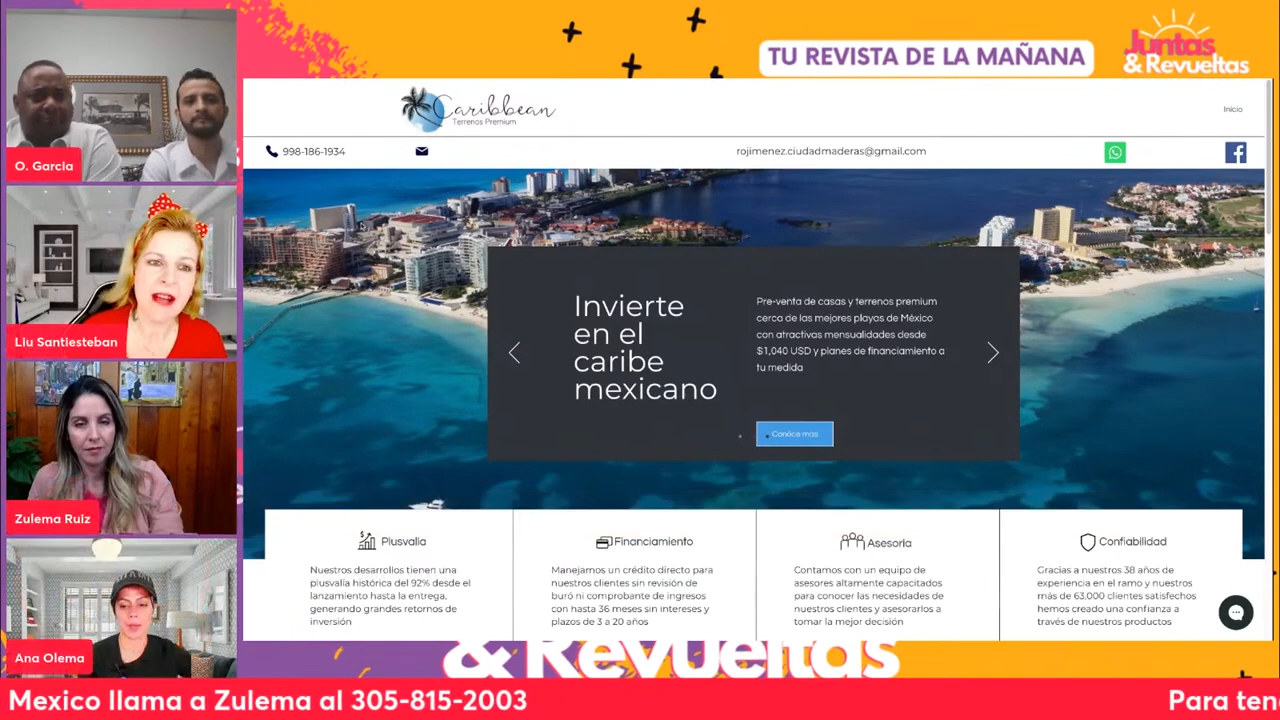 TU REVISTA DE LA MAÑANA
Juntas
& Revueltas
O. Garcia
Liu Santiesteban
Zulema Ruiz
Ana Olema
Caribbean
Terrenos Premium
Inicio
998-186-1934
rojimenez.ciudadmaderas@gmail.com
Invierte
en el
caribe
mexicano
Pre-venta de casas y terrenos premium
cerca de las mejores playas de México
con atractivas mensualidades desde
$1,040 USD y planes de financiamiento a
tu medida
Conóce mas
Plusvalía
Nuestros desarrollos tienen una
plusvalía histórica del 92% desde el
lanzamiento hasta la entrega,
generando grandes retornos de
inversión
Financiamiento
Manejamos un crédito directo para
nuestros clientes sin revisión de
buró ni comprobante de ingresos
con hasta 36 meses sin intereses y
plazos de 3 a 20 años
Asesoría
Contamos con un equipo de
asesores altamente capacitados
para conocer las necesidades de
nuestros clientes y asesorarlos a
tomar la mejor decisión
Confiabilidad
Gracias a nuestros 38 años de
experiencia en el ramo y nuestros
más de 63,000 clientes satisfechos
hemos creado una confianza a
través de nuestros productos
& Revueltas
Mexico llama a Zulema al 305-815-2003
Para ten